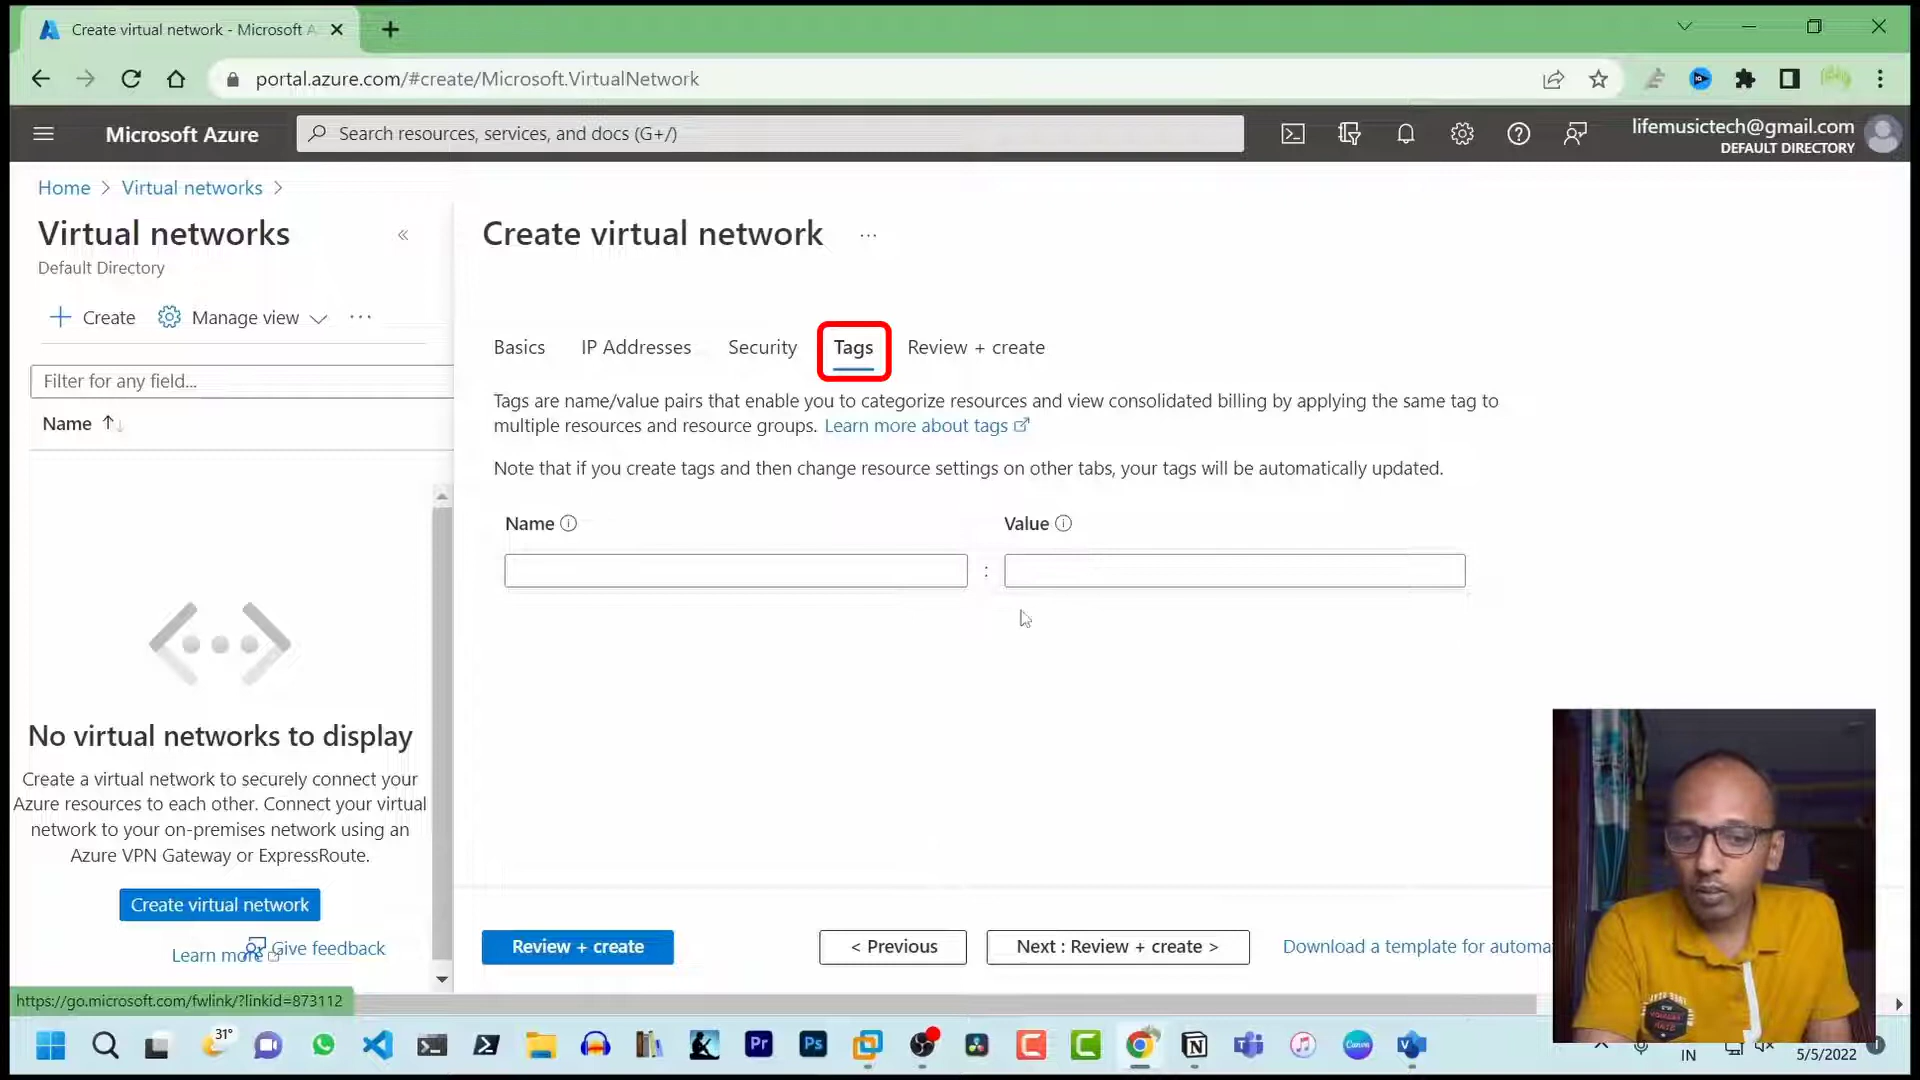 Create virtual network - Microsoft A
portal.azure.com/#create/Microsoft.VirtualNetwork
Microsoft Azure
Search resources, services, and docs (G+/)
lifemusictech@gmail.com
DEFAULT DIRECTORY
Home > Virtual networks >
Virtual networks
Default Directory
Create
Manage view
Filter for any field...
Name ↑↓
No virtual networks to display
Create a virtual network to securely connect your
Azure resources to each other. Connect your virtual
network to your on-premises network using an
Azure VPN Gateway or ExpressRoute.
Create virtual network
Learn more
Give feedback
https://go.microsoft.com/fwlink/?linkid=873112
Create virtual network
Basics IP Addresses Security Tags Review + create
Tags are name/value pairs that enable you to categorize resources and view consolidated billing by applying the same tag to
multiple resources and resource groups. Learn more about tags
Note that if you create tags and then change resource settings on other tabs, your tags will be automatically updated.
Name Value
:
Review + create
< Previous
Next : Review + create >
Download a template for automa
31°
Pr
Ps
Canva
IN
5/5/2022